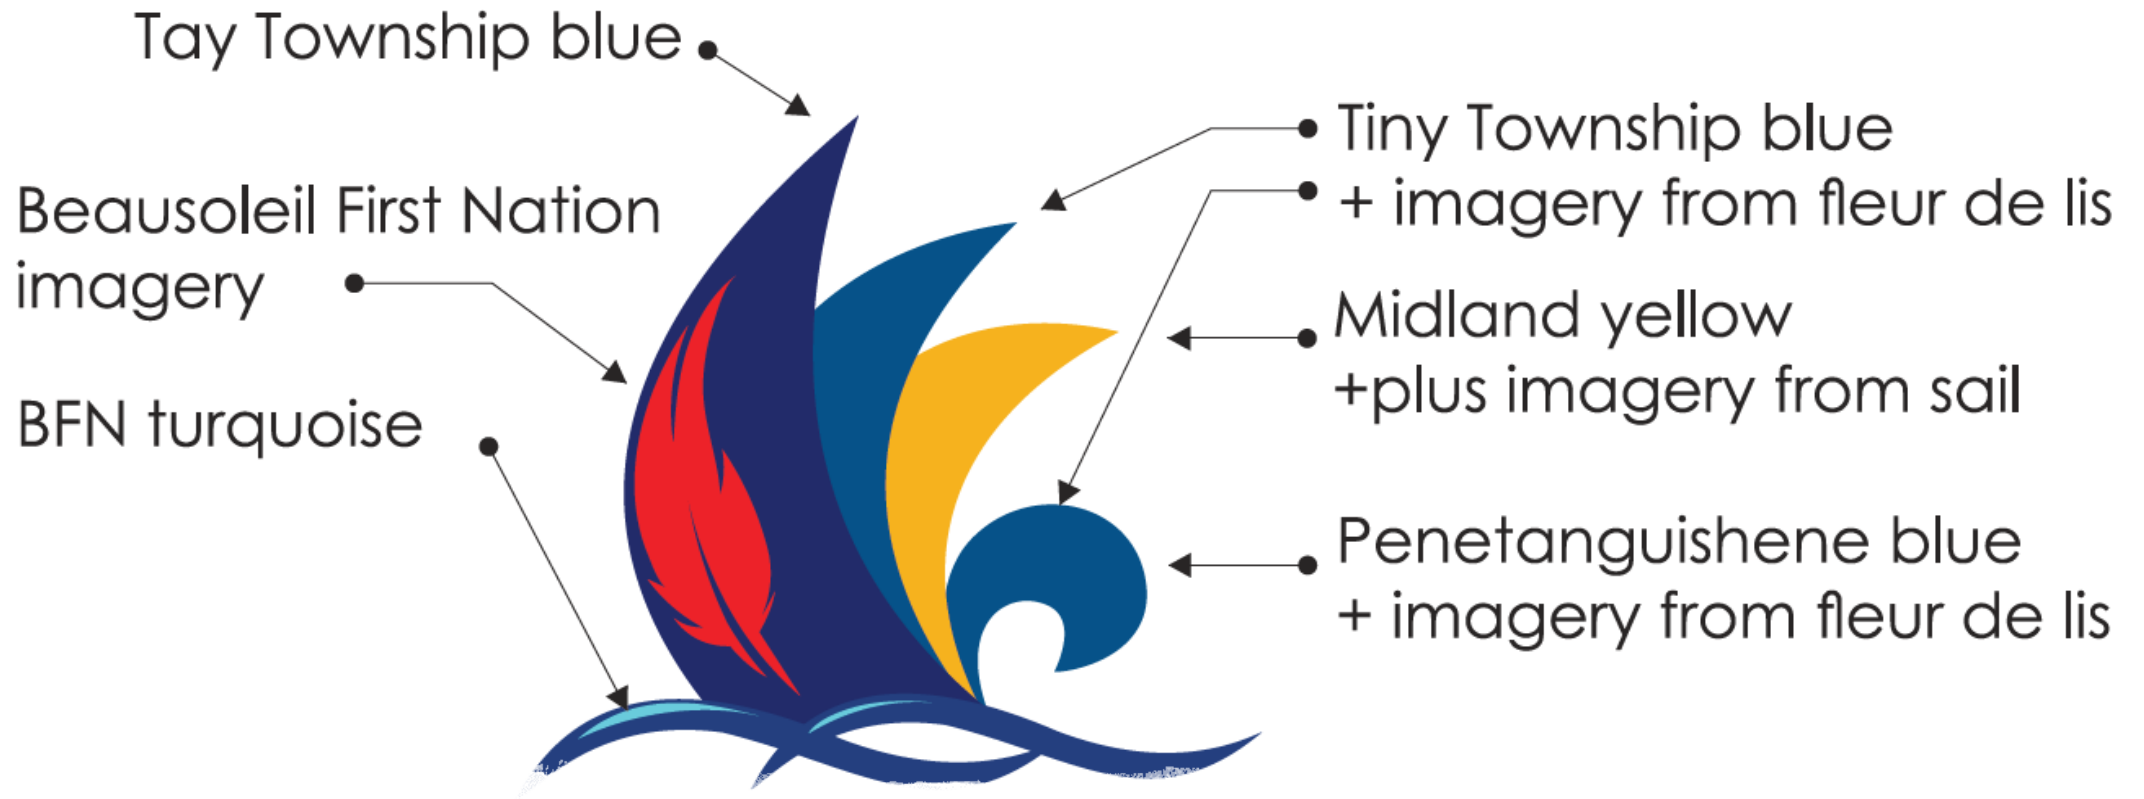 Tay Township blue
Beausoleil First Nation
imagery
BFN turquoise
Tiny Township blue
+ imagery from fleur de lis
Midland yellow
+plus imagery from sail
Penetanguishene blue
+ imagery from fleur de lis